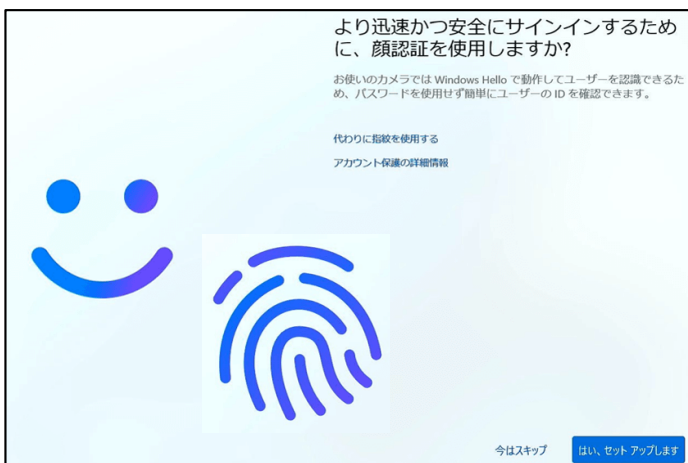 より迅速かつ安全にサインインするため
に、顔認証を使用しますか?
お使いのカメラでは Windows Hello で動作してユーザーを認識できるた
め、パスワードを使用せず簡単にユーザーの ID を確認できます。
代わりに指紋を使用する
アカウント保護の詳細情報
今はスキップ
はい、セット アップします